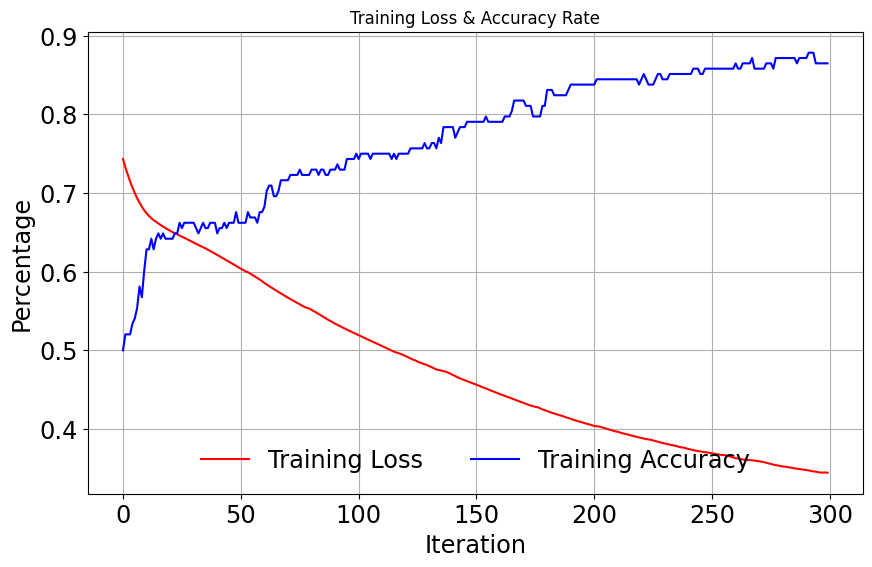 Training Loss & Accuracy Rate
0.9
0.8
0.7
0.6
0.5
0.4
Percentage
Training Loss
Training Accuracy
0 50 100 150 200 250 300
Iteration